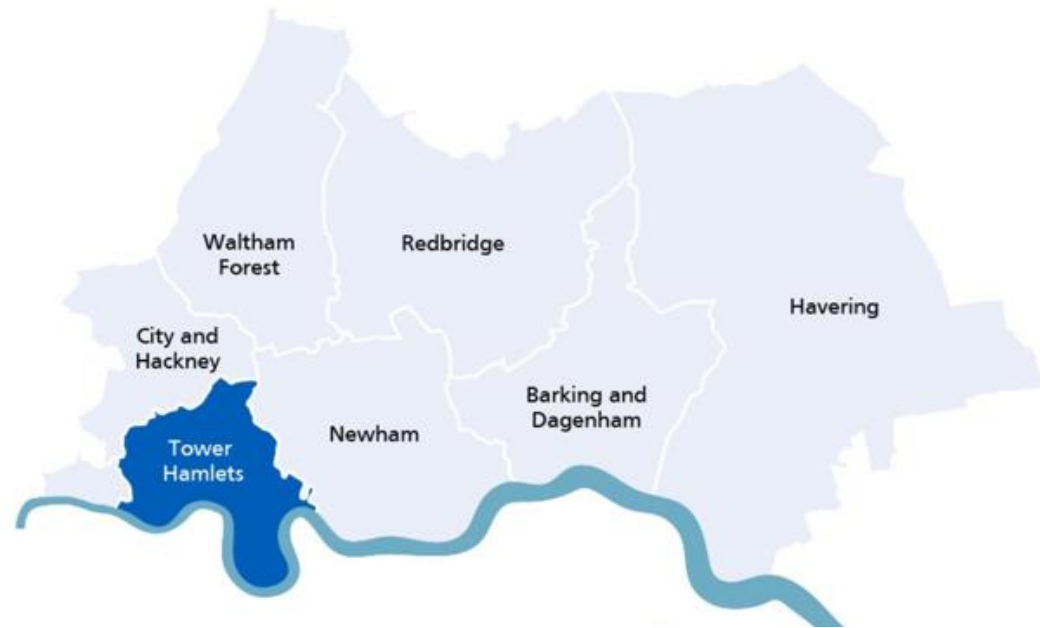 Waltham
Forest
Redbridge
Havering
City and
Hackney
Barking and
Dagenham
Newham
Tower
Hamlets